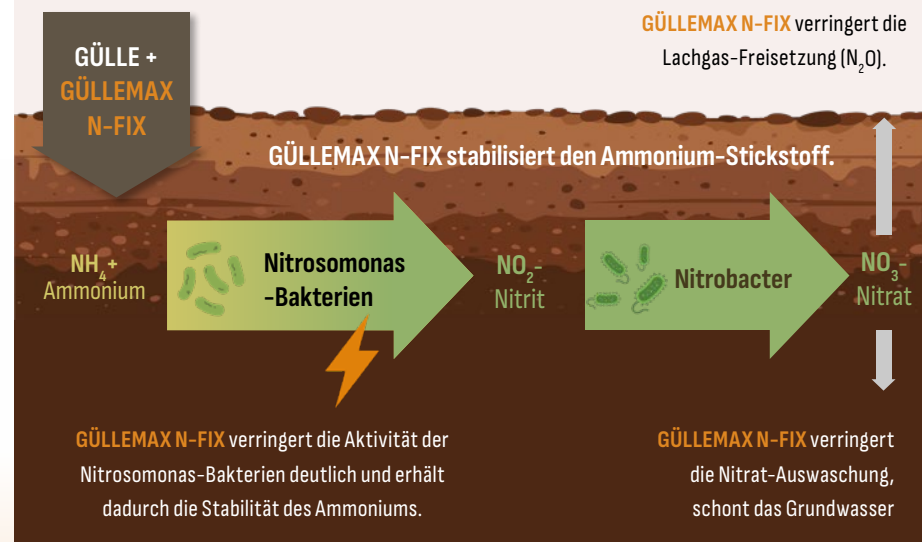 GÜLLE +
GÜLLEMAX
N-FIX
GÜLLEMAX N-FIX verringert die
Lachgas-Freisetzung (N₂O).
GÜLLEMAX N-FIX stabilisiert den Ammonium-Stickstoff.
NH₄+
Ammonium
Nitrosomonas
-Bakterien
NO₂-
Nitrit
Nitrobacter
NO₃-
Nitrat
GÜLLEMAX N-FIX verringert die Aktivität der
Nitrosomonas-Bakterien deutlich und erhält
dadurch die Stabilität des Ammoniums.
GÜLLEMAX N-FIX verringert
die Nitrat-Auswaschung,
schont das Grundwasser